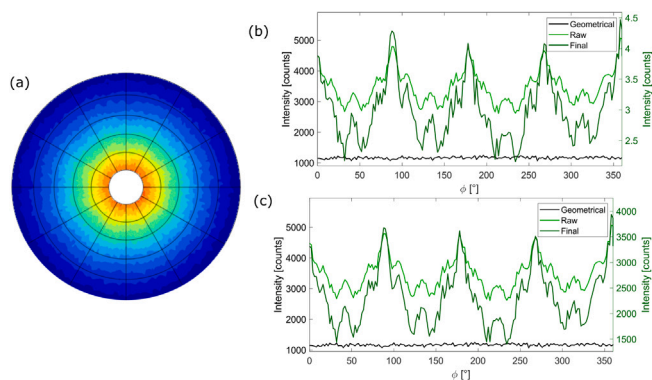 (a)
(b)
Intensity [counts]
5000
4000
3000
2000
1000
0 50 100 150 200 250 300 350
ϕ [°]
4.5
4
3.5
3
2.5
Intensity [counts]
Geometrical
Raw
Final
(c)
Intensity [counts]
5000
4000
3000
2000
1000
0 50 100 150 200 250 300 350
ϕ [°]
4000
3500
3000
2500
2000
1500
Intensity [counts]
Geometrical
Raw
Final